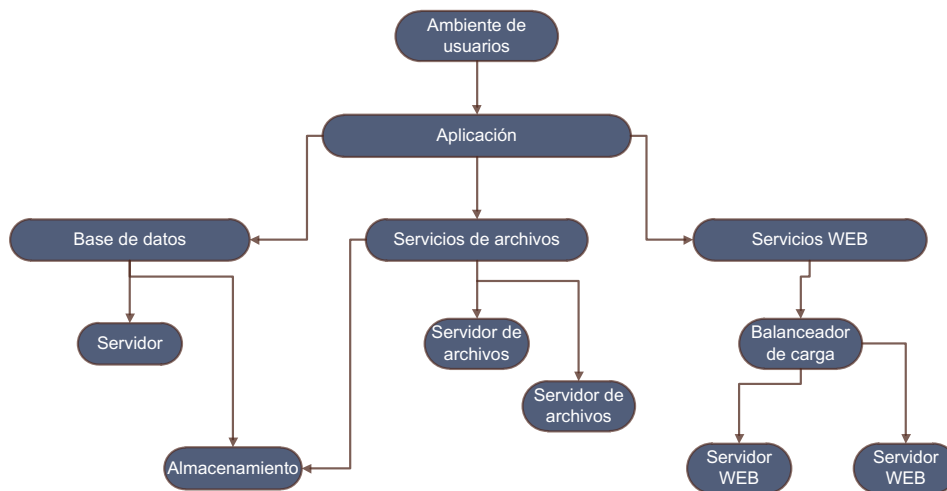 Ambiente de
usuarios
Aplicación
Base de datos
Servicios de archivos
Servicios WEB
Servidor
Servidor de
archivos
Balanceador
de carga
Servidor de
archivos
Almacenamiento
Servidor
WEB
Servidor
WEB